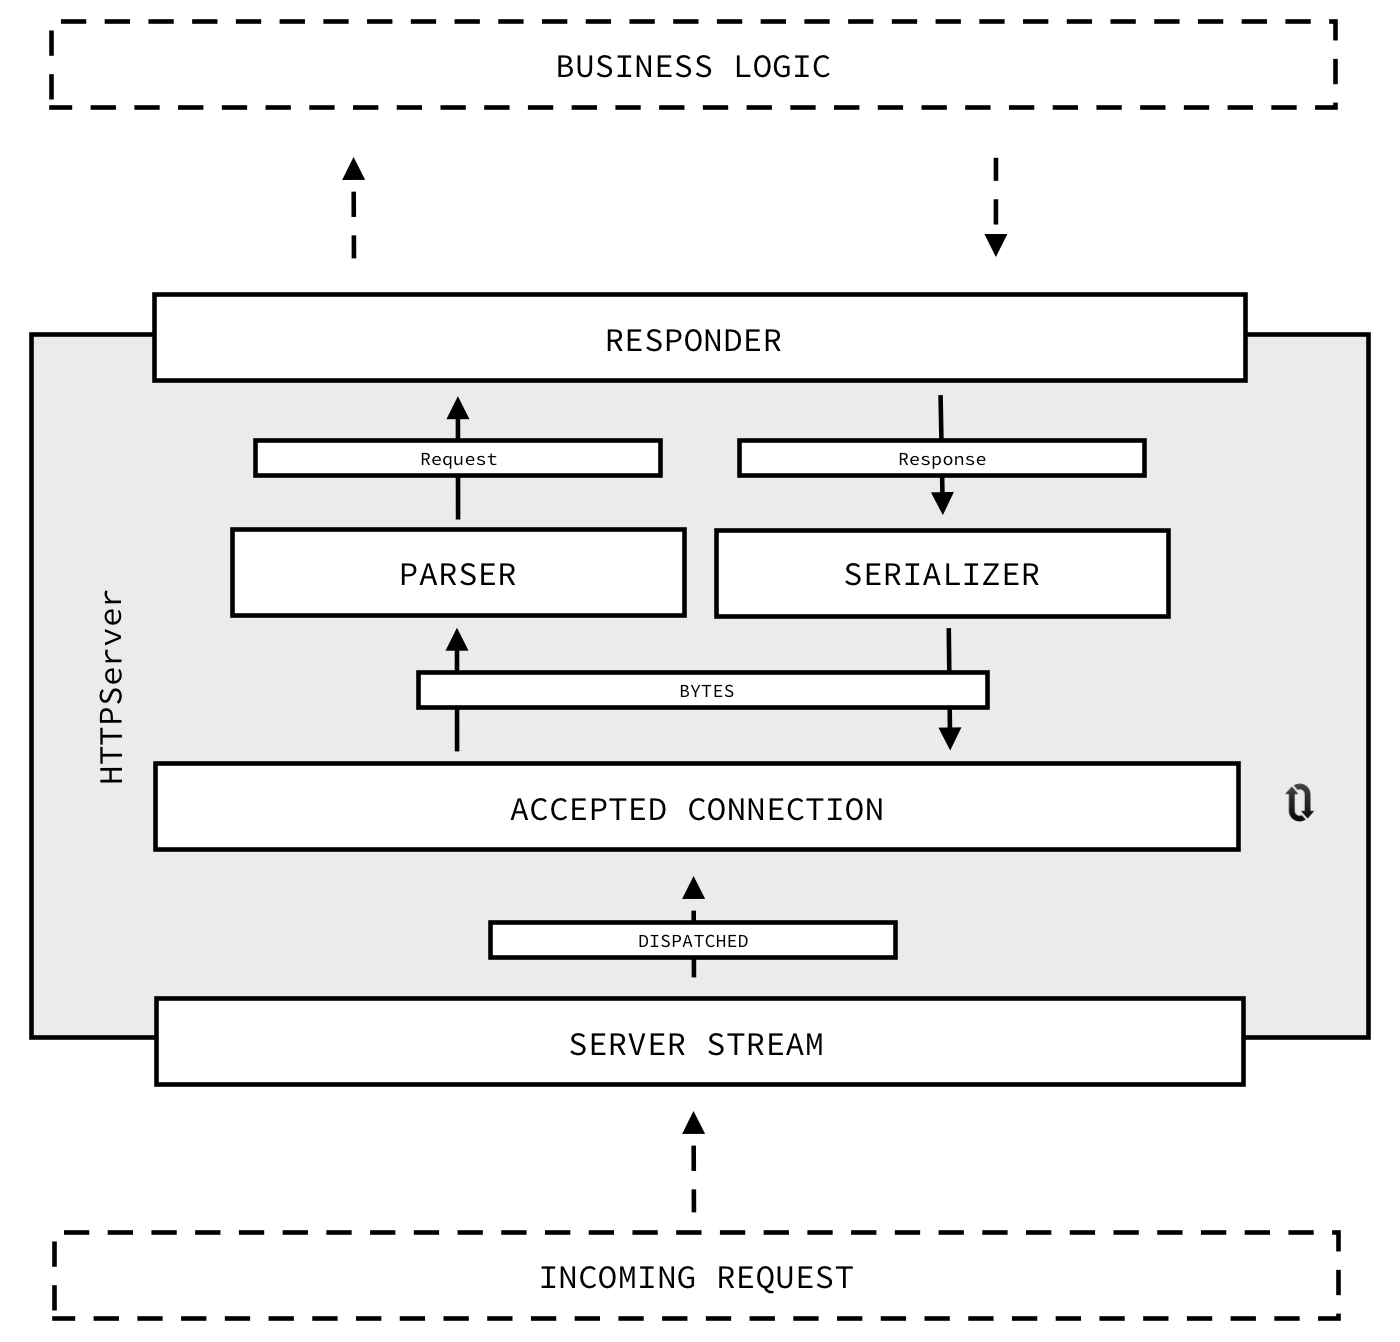 BUSINESS LOGIC
RESPONDER
Request
Response
PARSER
SERIALIZER
HTTPServer
BYTES
ACCEPTED CONNECTION
DISPATCHED
SERVER STREAM
INCOMING REQUEST